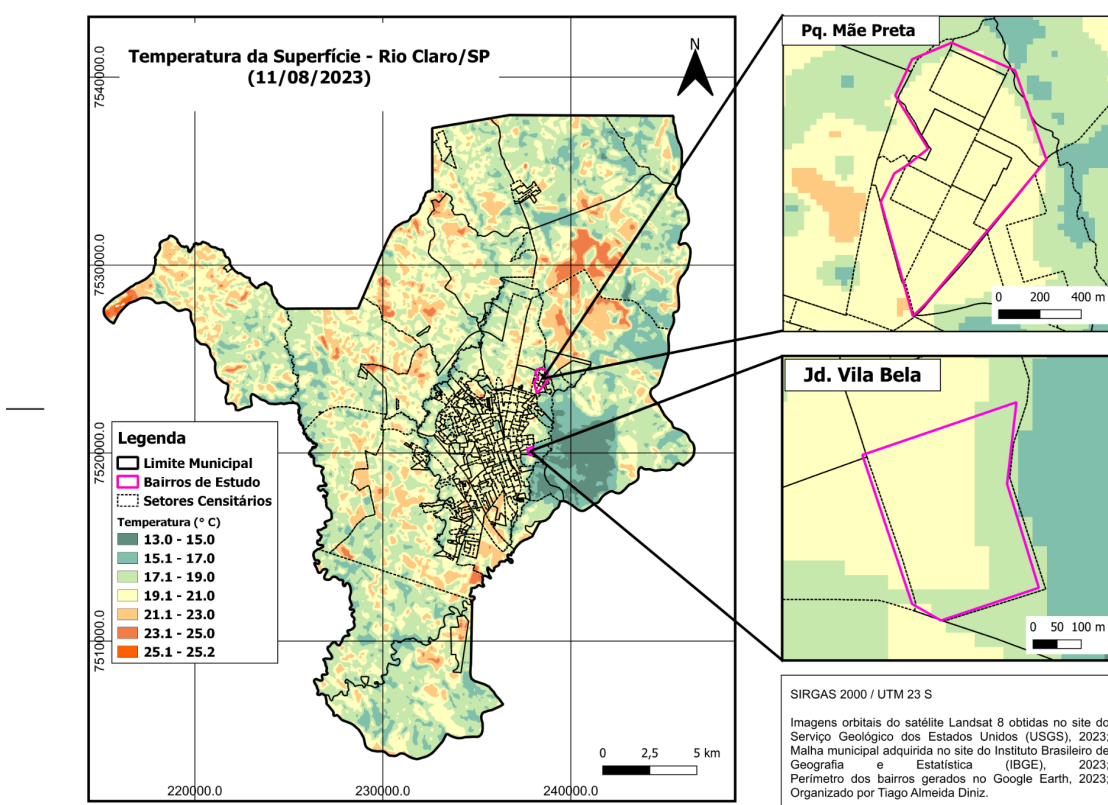 Temperatura da Superfície - Rio Claro/SP
(11/08/2023)
N
7540000.0
7530000.0
7520000.0
7510000.0
220000.0
230000.0
240000.0
Legenda
Limite Municipal
Bairros de Estudo
Setores Censitários
Temperatura (° C)
13.0 - 15.0
15.1 - 17.0
17.1 - 19.0
19.1 - 21.0
21.1 - 23.0
23.1 - 25.0
25.1 - 25.2
0 2,5 5 km
Pq. Mãe Preta
0 200 400 m
Jd. Vila Bela
0 50 100 m
SIRGAS 2000 / UTM 23 S
Imagens orbitais do satélite Landsat 8 obtidas no site do
Serviço Geológico dos Estados Unidos (USGS), 2023;
Malha municipal adquirida no site do Instituto Brasileiro de
Geografia e Estatística (IBGE), 2023;
Perímetro dos bairros gerados no Google Earth, 2023;
Organizado por Tiago Almeida Diniz.